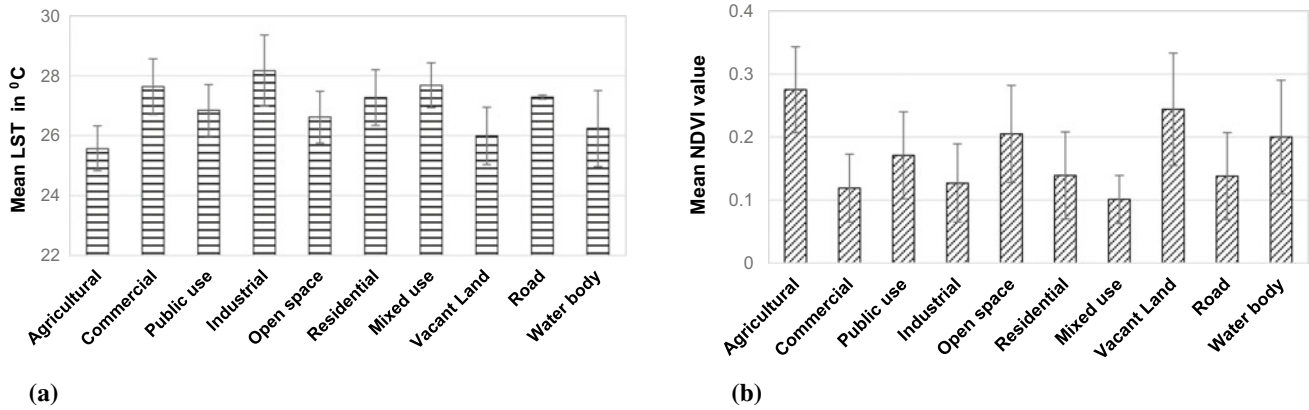 30
28
26
24
22
Mean LST in ⁰C
Agricultural
Commercial
Public use
Industrial
Open space
Residential
Mixed use
Vacant Land
Road
Water body
(a)
0.4
0.3
0.2
0.1
0
Mean NDVI value
Agricultural
Commercial
Public use
Industrial
Open space
Residential
Mixed use
Vacant Land
Road
Water body
(b)